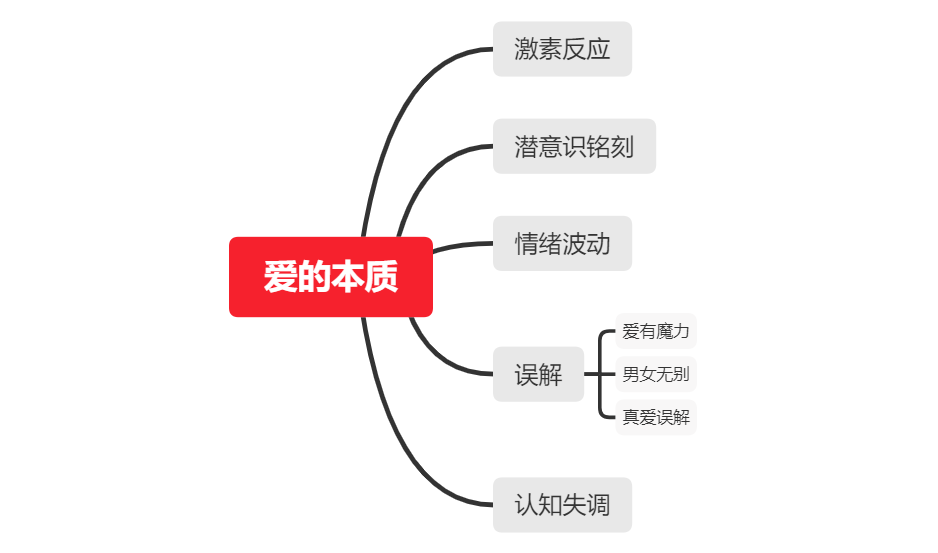 爱的本质
激素反应
潜意识铭刻
情绪波动
误解
爱有魔力
男女无别
真爱误解
认知失调